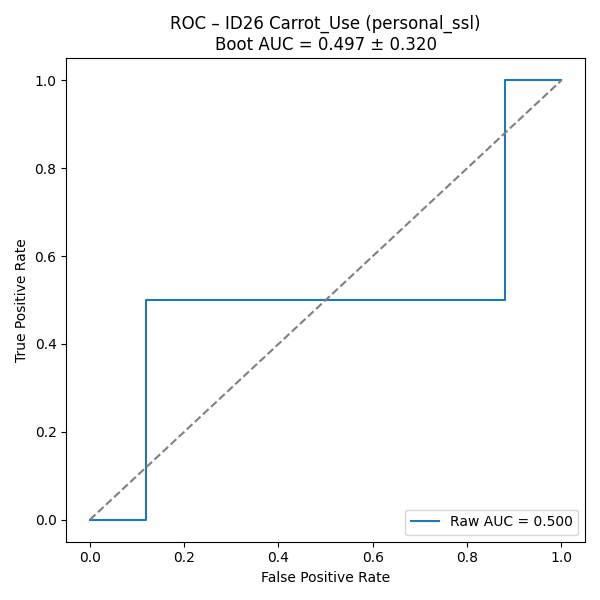 ROC – ID26 Carrot_Use (personal_ssl)
Boot AUC = 0.497 ± 0.320
1.0
0.8
0.6
0.4
0.2
0.0
True Positive Rate
Raw AUC = 0.500
0.0 0.2 0.4 0.6 0.8 1.0
False Positive Rate